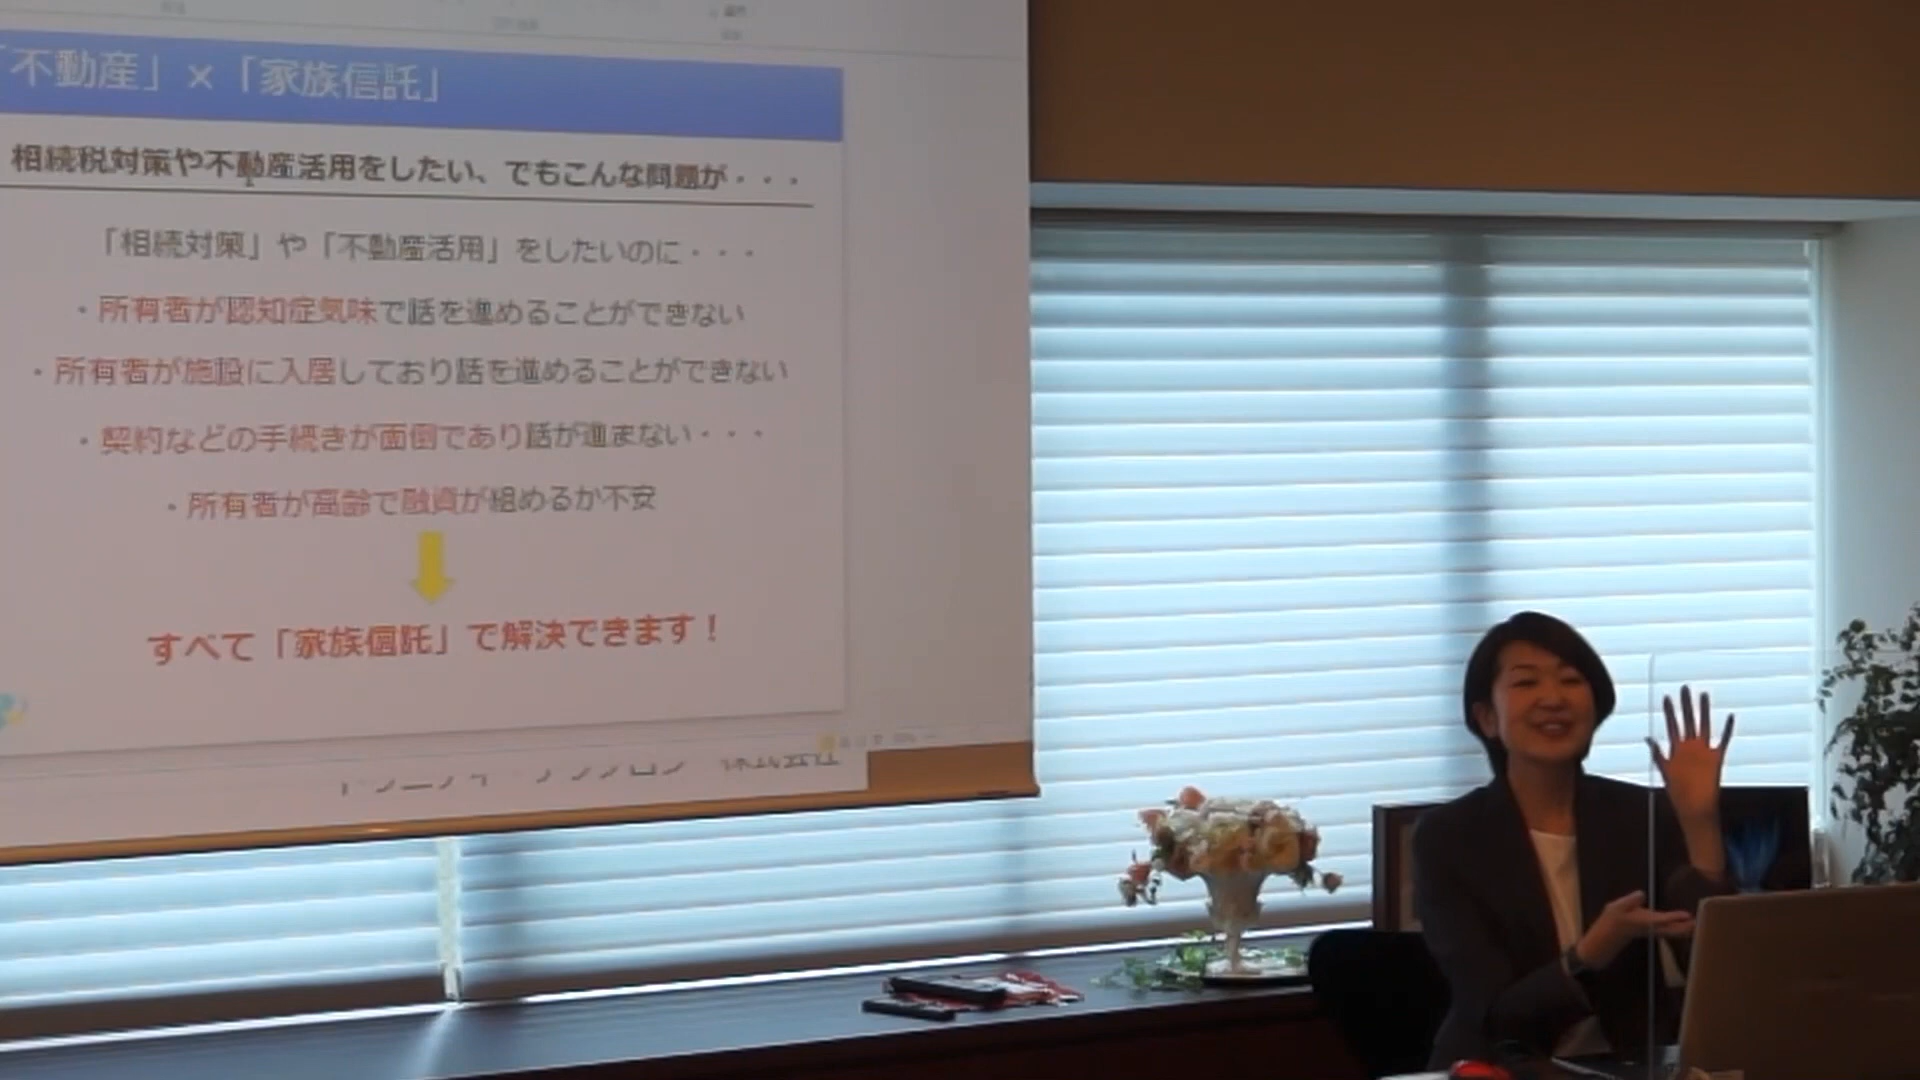 「不動産」×「家族信託」
相続税対策や不動産活用をしたい、でもこんな問題が・・・
「相続対策」や「不動産活用」をしたいのに・・・
・所有者が認知症気味で話を進めることができない
・所有者が施設に入居しており話を進めることができない
・契約などの手続きが面倒であり話が進まない・・・
・所有者が高齢で融資が組めるか不安
すべて「家族信託」で解決できます！
株式会社